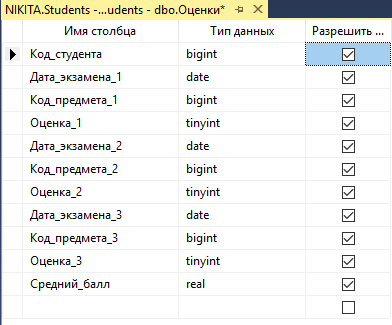 NIKITA.Students -...udents - dbo.Оценки*
Имя столбца Тип данных Разрешить ...
Код_студента bigint
Дата_экзамена_1 date
Код_предмета_1 bigint
Оценка_1 tinyint
Дата_экзамена_2 date
Код_предмета_2 bigint
Оценка_2 tinyint
Дата_экзамена_3 date
Код_предмета_3 bigint
Оценка_3 tinyint
Средний_балл real